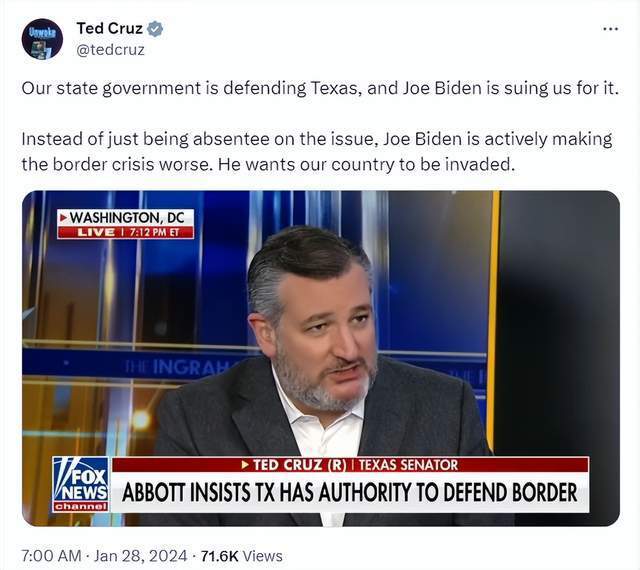 Unwoke
Ted Cruz
@tedcruz
Our state government is defending Texas, and Joe Biden is suing us for it.
Instead of just being absentee on the issue, Joe Biden is actively making
the border crisis worse. He wants our country to be invaded.
WASHINGTON, DC
LIVE | 7:12 PM ET
THE INGRAH
TED CRUZ (R) | TEXAS SENATOR
FOX
NEWS
channel
ABBOTT INSISTS TX HAS AUTHORITY TO DEFEND BORDER
7:00 AM · Jan 28, 2024 · 71.6K Views